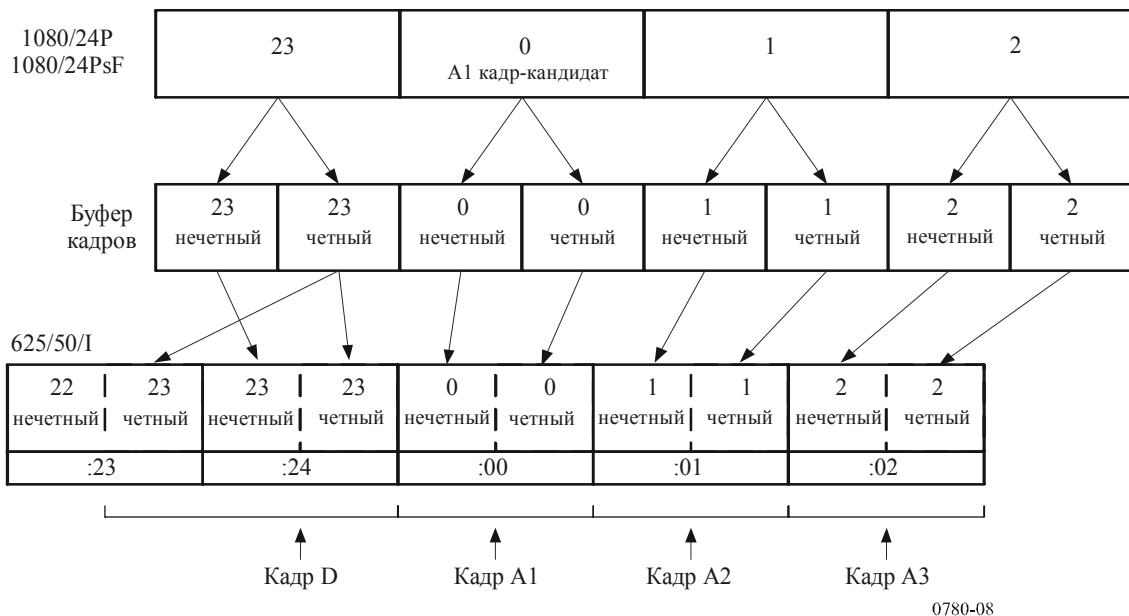 1080/24P
1080/24PsF
23
0
A1 кадр-кандидат
1
2
Буфер
кадров
23
нечетный
23
четный
0
нечетный
0
четный
1
нечетный
1
четный
2
нечетный
2
четный
625/50/I
22
нечетный
23
четный
23
нечетный
23
четный
0
нечетный
0
четный
1
нечетный
1
четный
2
нечетный
2
четный
:23
:24
:00
:01
:02
Кадр D
Кадр A1
Кадр A2
Кадр A3
0780-08